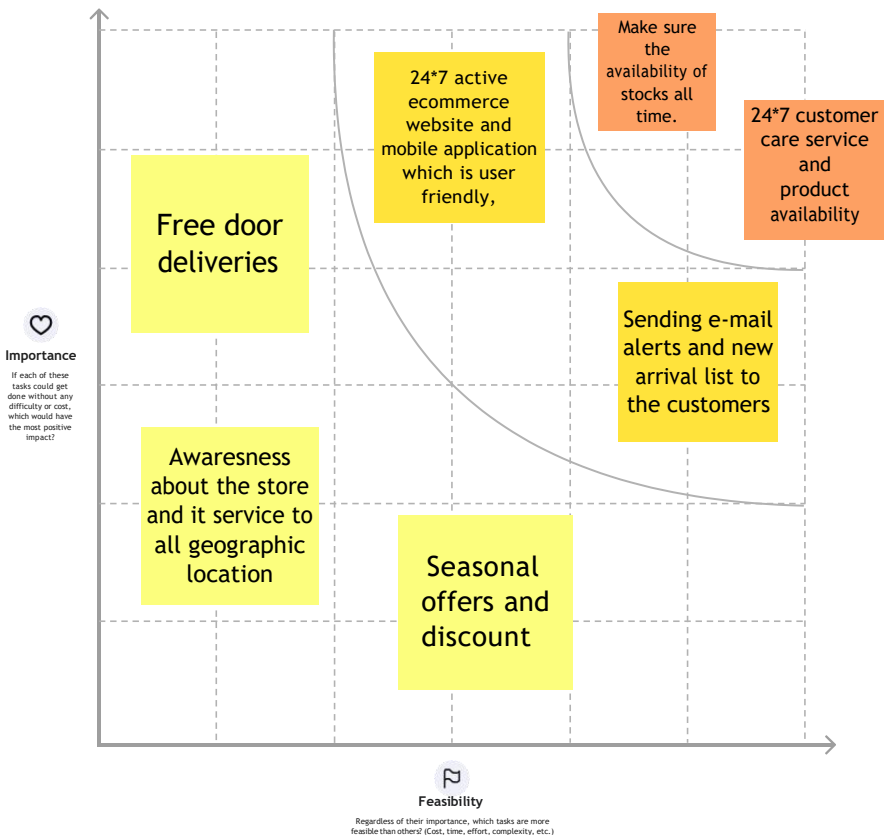 Make sure
the
availability of
stocks all
time.
24*7 active
ecommerce
website and
mobile application
which is user
friendly,
24*7 customer
care service
and
product
availability
Free door
deliveries
Sending e-mail
alerts and new
arrival list to
the customers
Importance
If each of these
tasks could get
done without any
difficulty or cost,
which would have
the most positive
impact?
Awaresness
about the store
and it service to
all geographic
location
Seasonal
offers and
discount
Feasibility
Regardless of their importance, which tasks are more
feasible than others? (Cost, time, effort, complexity, etc.)